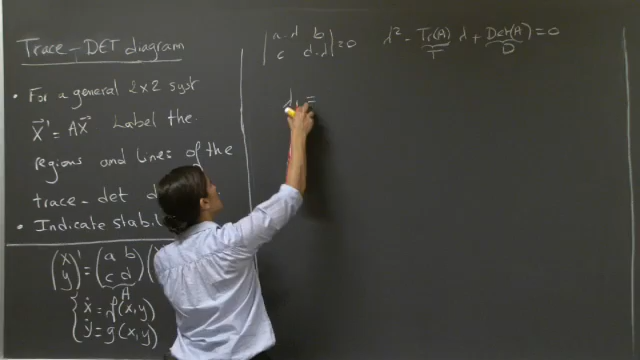 Trace - DET diagram
• For a general 2x2 syst
X⃗' = AX⃗ Label the
regions and lines of the
trace-det d
• Indicate stabil
(x y)' = (a b c d) (
A
{ ẋ = f(x,y)
ẏ = g(x,y)
| a-λ b
c d-λ | = 0
λ² - Tr(A) λ + Det(A) = 0
T D
λ, =